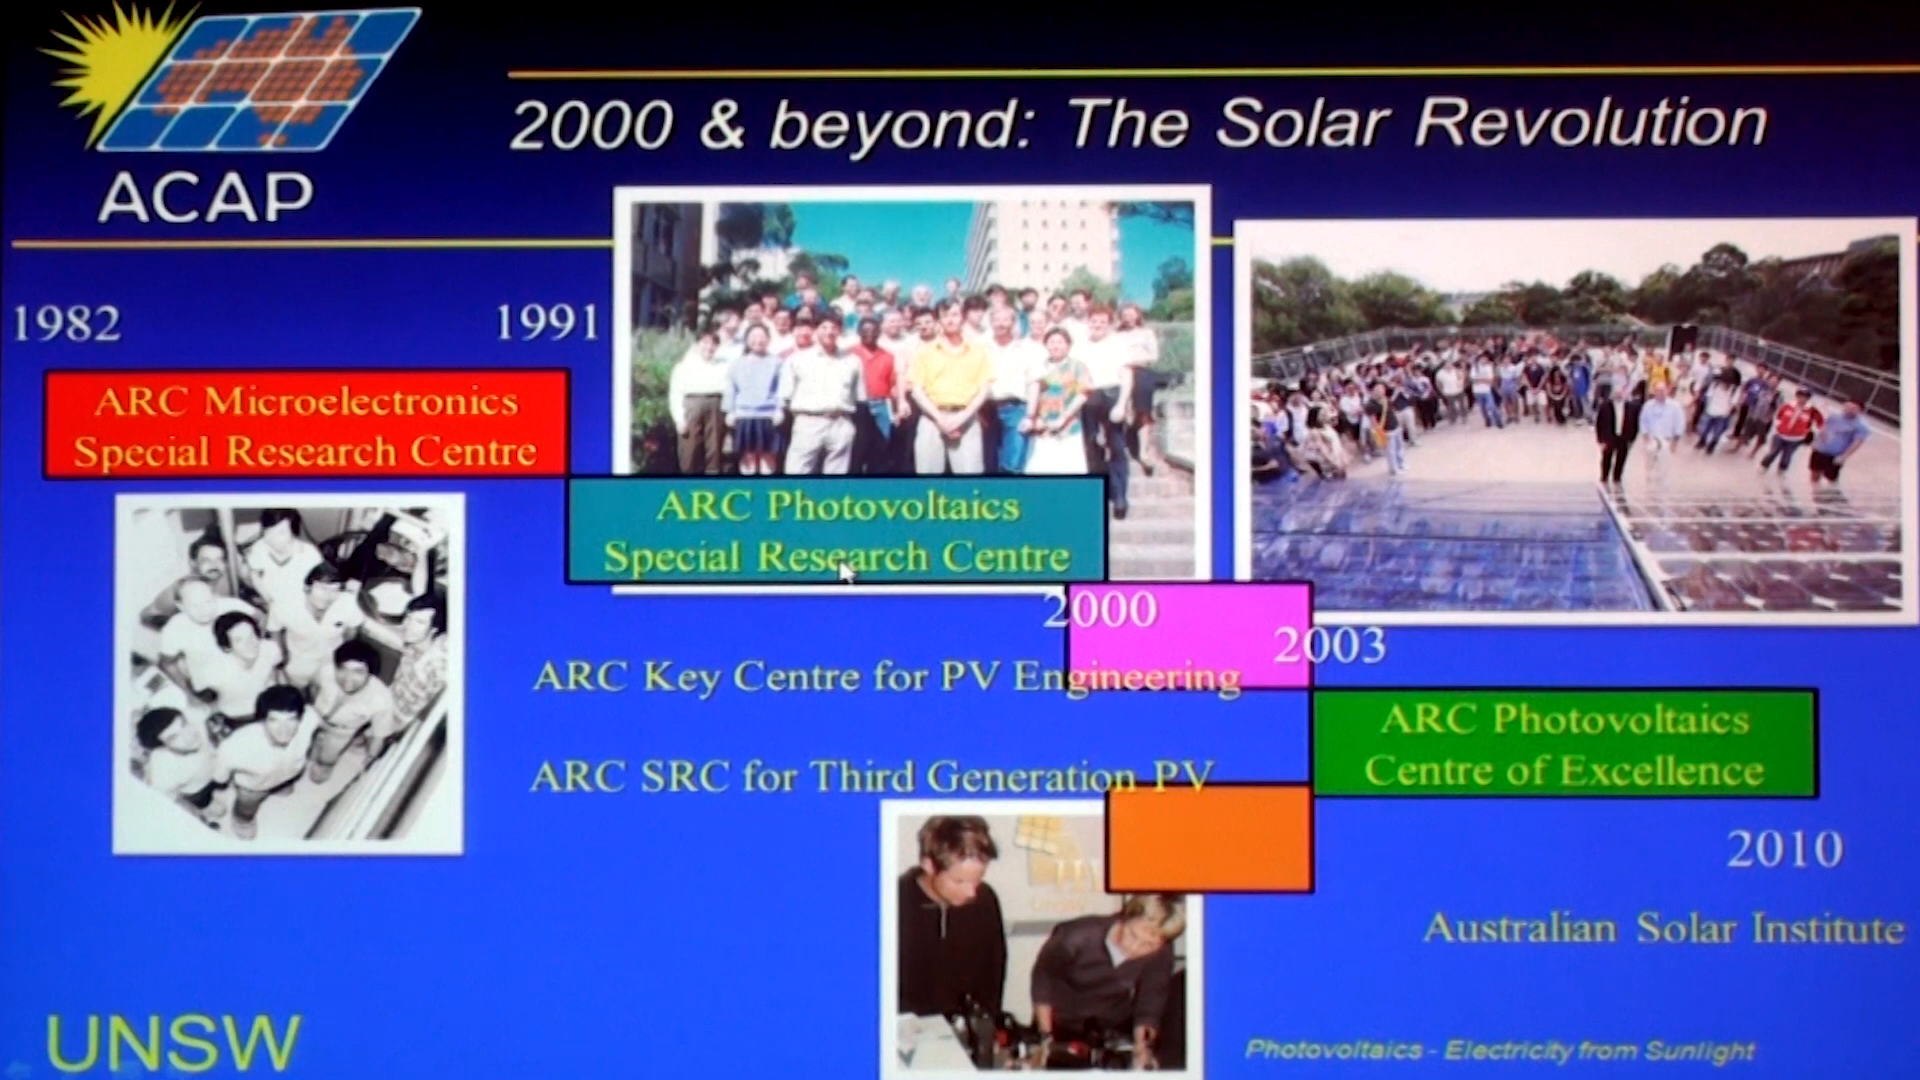 ACAP
2000 & beyond: The Solar Revolution
1982
1991
ARC Microelectronics
Special Research Centre
ARC Photovoltaics
Special Research Centre
2000
2003
ARC Key Centre for PV Engineering
ARC Photovoltaics
Centre of Excellence
ARC SRC for Third Generation PV
2010
Australian Solar Institute
UNSW
Photovoltaics - Electricity from Sunlight